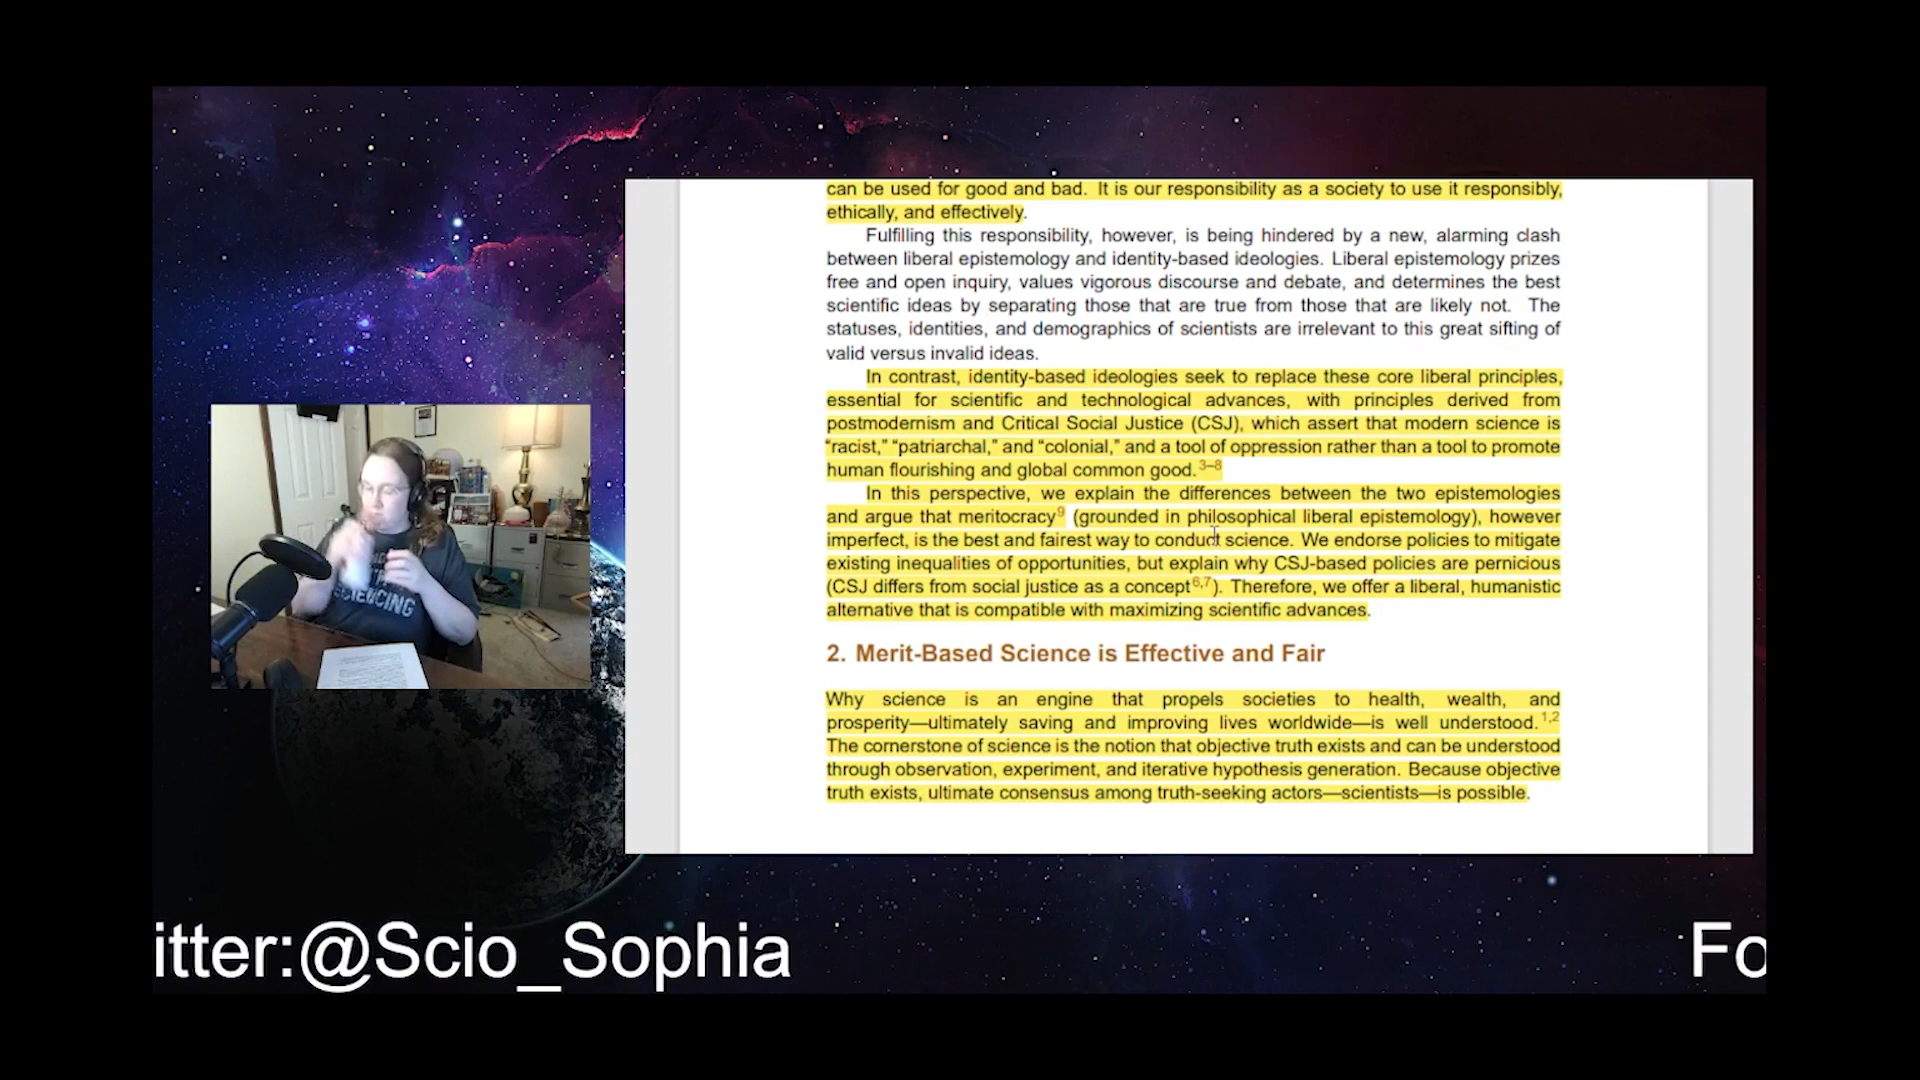 can be used for good and bad. It is our responsibility as a society to use it responsibly,
ethically, and effectively.
Fulfilling this responsibility, however, is being hindered by a new, alarming clash
between liberal epistemology and identity-based ideologies. Liberal epistemology prizes
free and open inquiry, values vigorous discourse and debate, and determines the best
scientific ideas by separating those that are true from those that are likely not. The
statuses, identities, and demographics of scientists are irrelevant to this great sifting of
valid versus invalid ideas.
In contrast, identity-based ideologies seek to replace these core liberal principles,
essential for scientific and technological advances, with principles derived from
postmodernism and Critical Social Justice (CSJ), which assert that modern science is
“racist,” “patriarchal,” and “colonial,” and a tool of oppression rather than a tool to promote
human flourishing and global common good.3–8
In this perspective, we explain the differences between the two epistemologies
and argue that meritocracy9 (grounded in philosophical liberal epistemology), however
imperfect, is the best and fairest way to conduct science. We endorse policies to mitigate
existing inequalities of opportunities, but explain why CSJ-based policies are pernicious
(CSJ differs from social justice as a concept6,7). Therefore, we offer a liberal, humanistic
alternative that is compatible with maximizing scientific advances.
2. Merit-Based Science is Effective and Fair
Why science is an engine that propels societies to health, wealth, and
prosperity—ultimately saving and improving lives worldwide—is well understood.1,2
The cornerstone of science is the notion that objective truth exists and can be understood
through observation, experiment, and iterative hypothesis generation. Because objective
truth exists, ultimate consensus among truth-seeking actors—scientists—is possible.
SCIENCING
itter:@Scio_Sophia
Fo